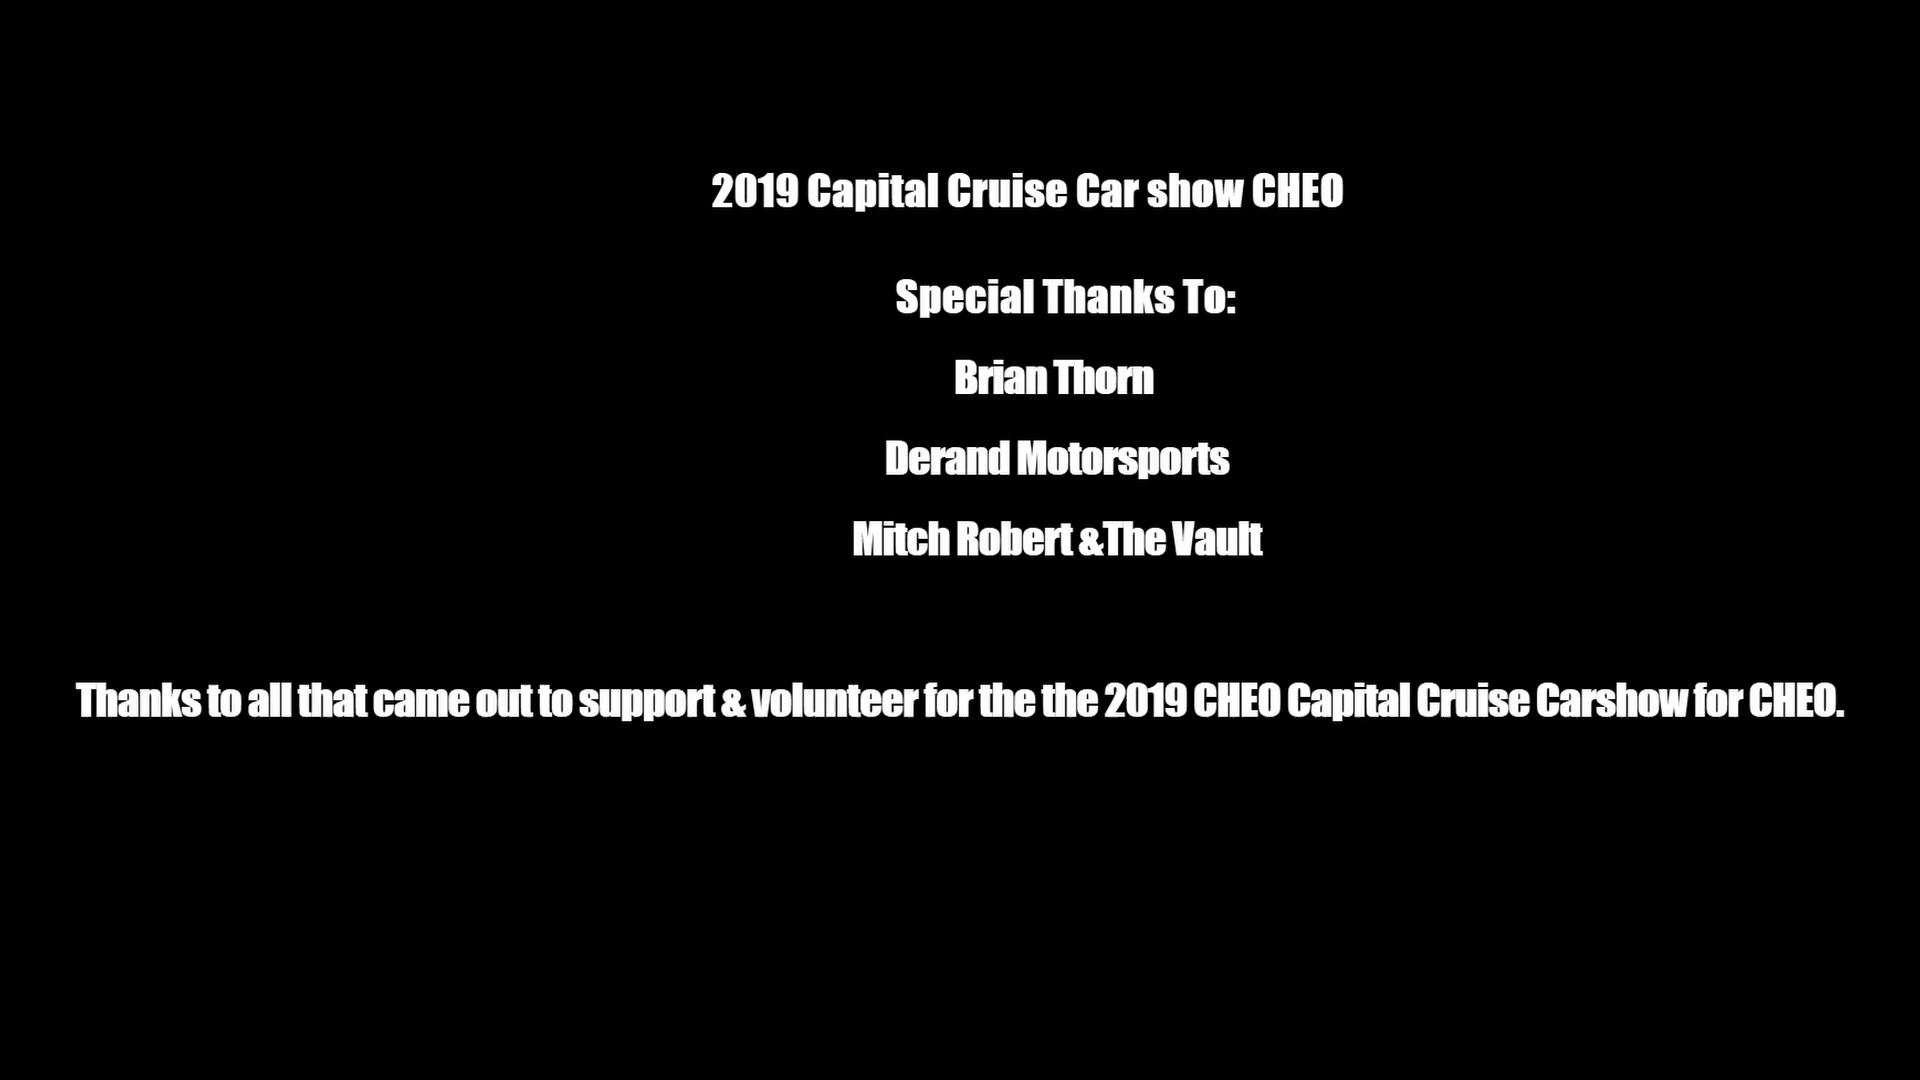 2019 Capital Cruise Car show CHEO
Special Thanks To:
Brian Thorn
Derand Motorsports
Mitch Robert &The Vault
Thanks to all that came out to support & volunteer for the the 2019 CHEO Capital Cruise Carshow for CHEO.